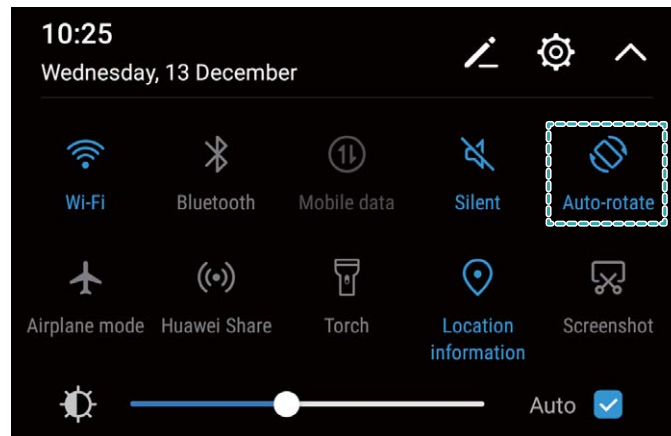 10:25
Wednesday, 13 December
Wi-Fi Bluetooth Mobile data Silent Auto-rotate
Airplane mode Huawei Share Torch Location information Screenshot
Auto